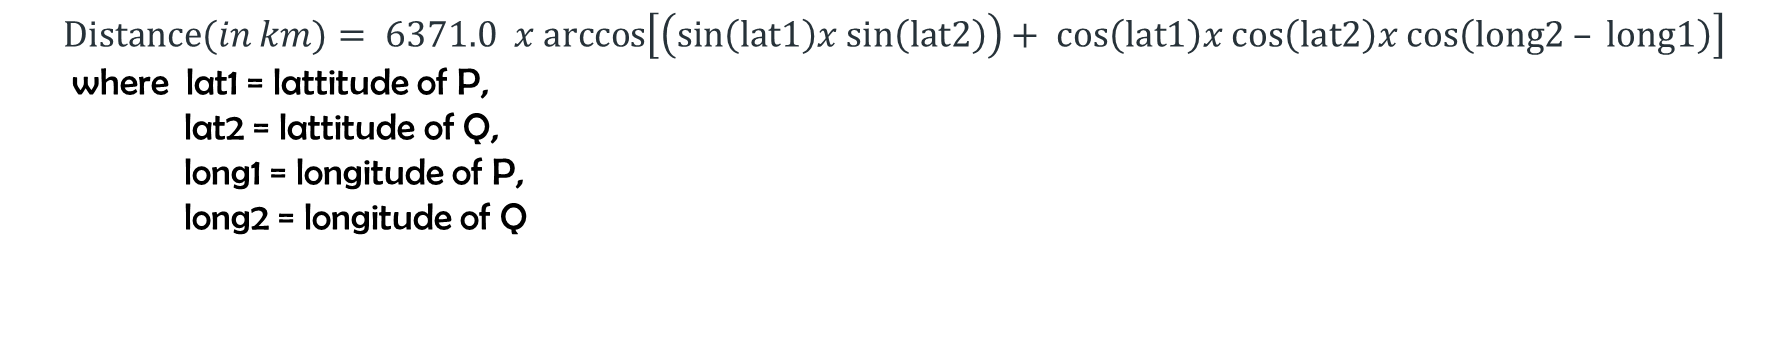 Distance(in km) = 6371.0 x arccos[(sin(lat1)x sin(lat2)) + cos(lat1)x cos(lat2)x cos(long2 – long1)]
where lat1 = lattitude of P,
lat2 = lattitude of Q,
long1 = longitude of P,
long2 = longitude of Q